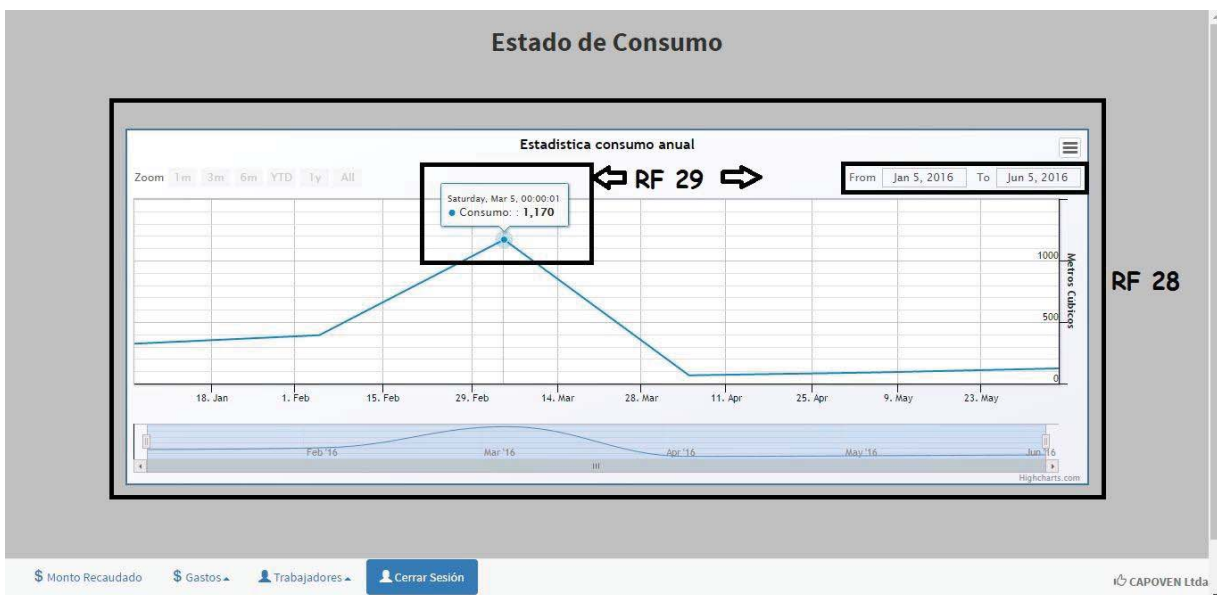 Estado de Consumo
Estadistica consumo anual
Zoom 1m 3m 6m YTD 1y All
RF 29
From Jan 5, 2016 To Jun 5, 2016
Saturday, Mar 5, 00:00:01
Consumo: : 1,170
1000
500
0
Metros Cubicos
RF 28
18. Jan 1. Feb 15. Feb 29. Feb 14. Mar 28. Mar 11. Apr 25. Apr 9. May 23. May
Feb '16 Mar '16 Apr '16 May '16 Jun '16
Highcharts.com
$ Monto Recaudado $ Gastos Trabajadores Cerrar Sesión CAPOVEN Ltda